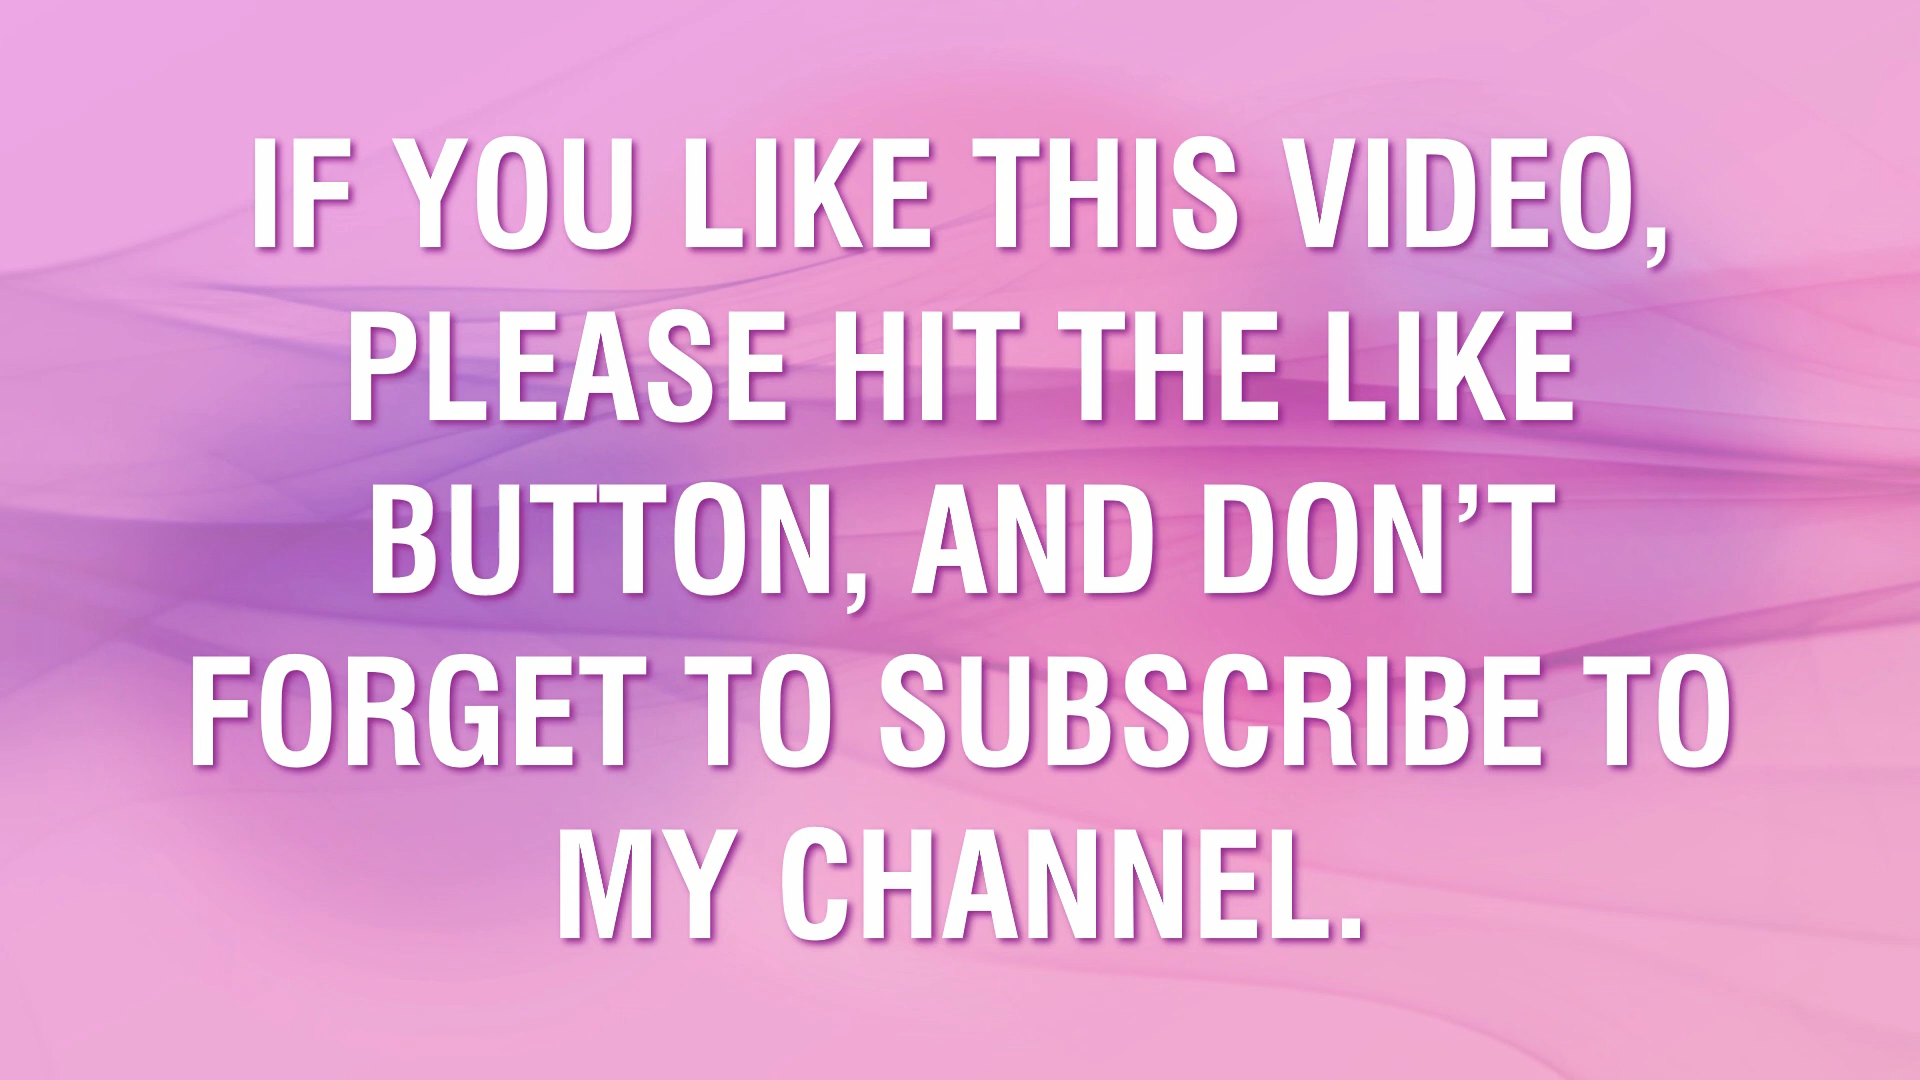 IF YOU LIKE THIS VIDEO,
PLEASE HIT THE LIKE
BUTTON, AND DON’T
FORGET TO SUBSCRIBE TO
MY CHANNEL.